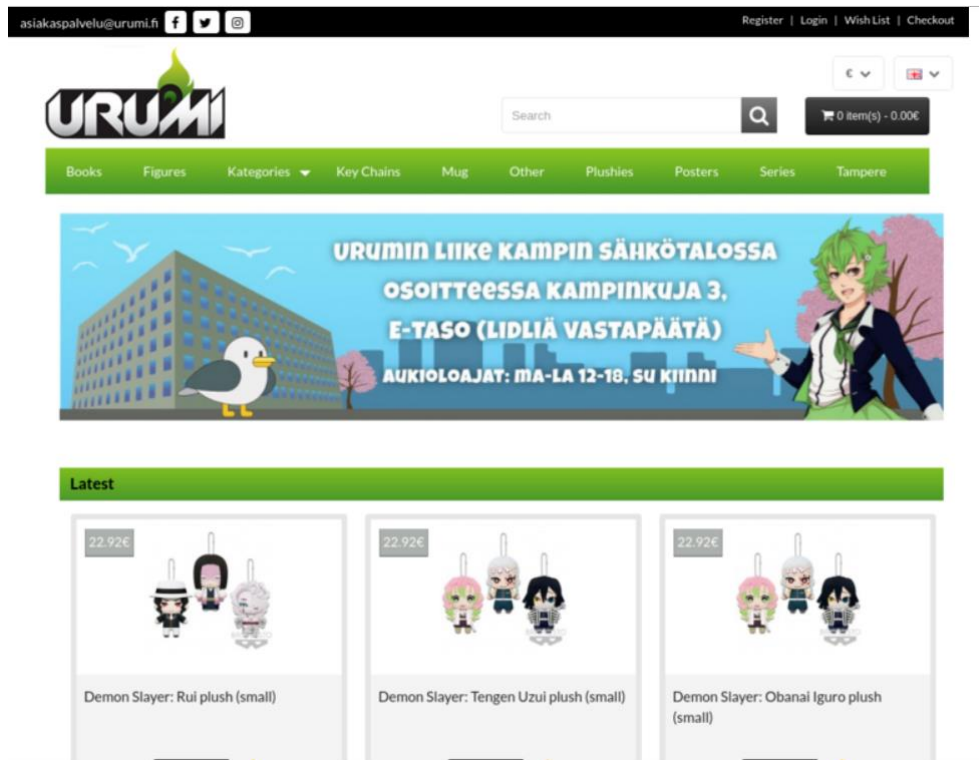 asiakaspalvelu@urumi.fi
Register | Login | Wish List | Checkout
URUMI
€
Search
0 item(s) - 0.00€
Books Figures Kategories Key Chains Mug Other Plushies Posters Series Tampere
URUMIN LIIKE KAMPIN SÄHKÖTALOSSA
OSOITTEESSA KAMPINKUJA 3,
E-TASO (LIDLIÄ VASTAPÄÄTÄ)
AUKIOLOAJAT: MA-LA 12-18, SU KIINNI
Latest
22.92€
22.92€
22.92€
Demon Slayer: Rui plush (small)
Demon Slayer: Tengen Uzui plush (small)
Demon Slayer: Obanai Iguro plush
(small)